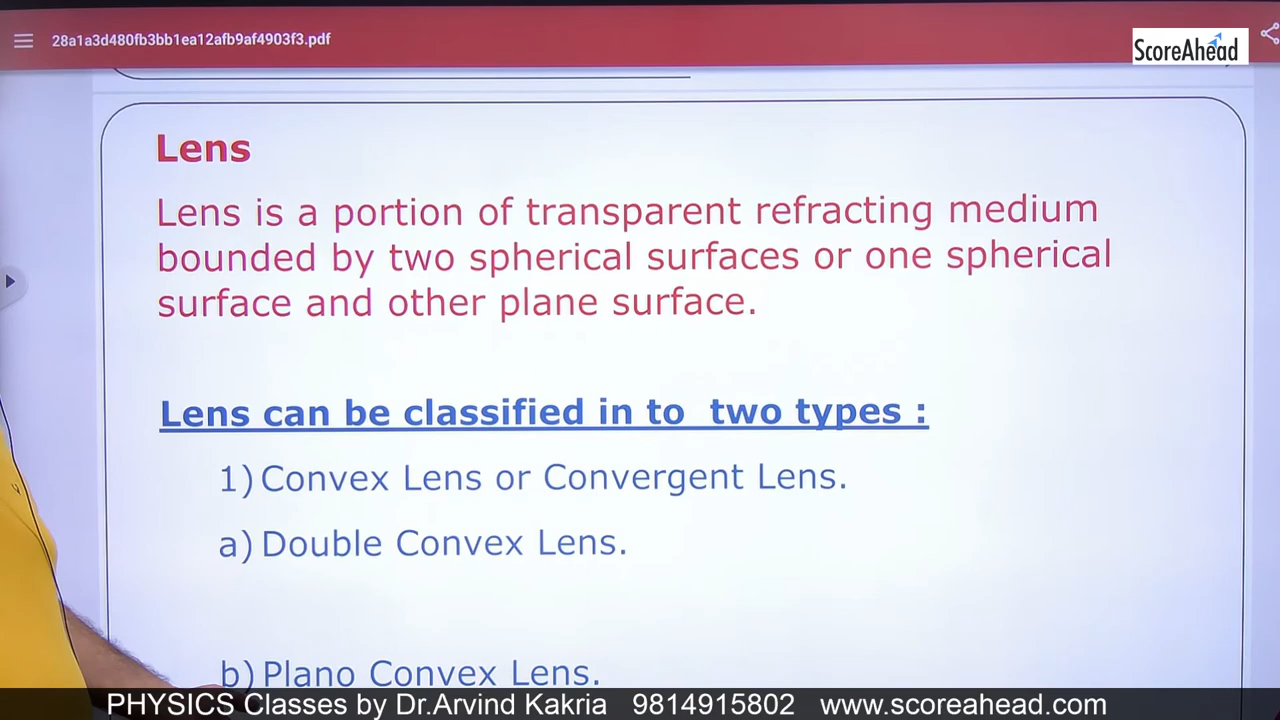 28a1a3d480fb3bb1ea12afb9af4903f3.pdf
ScoreAhead
Lens
Lens is a portion of transparent refracting medium
bounded by two spherical surfaces or one spherical
surface and other plane surface.
Lens can be classified in to two types :
1) Convex Lens or Convergent Lens.
a) Double Convex Lens.
b) Plano Convex Lens.
PHYSICS Classes by Dr.Arvind Kakria 9814915802 www.scoreahead.com